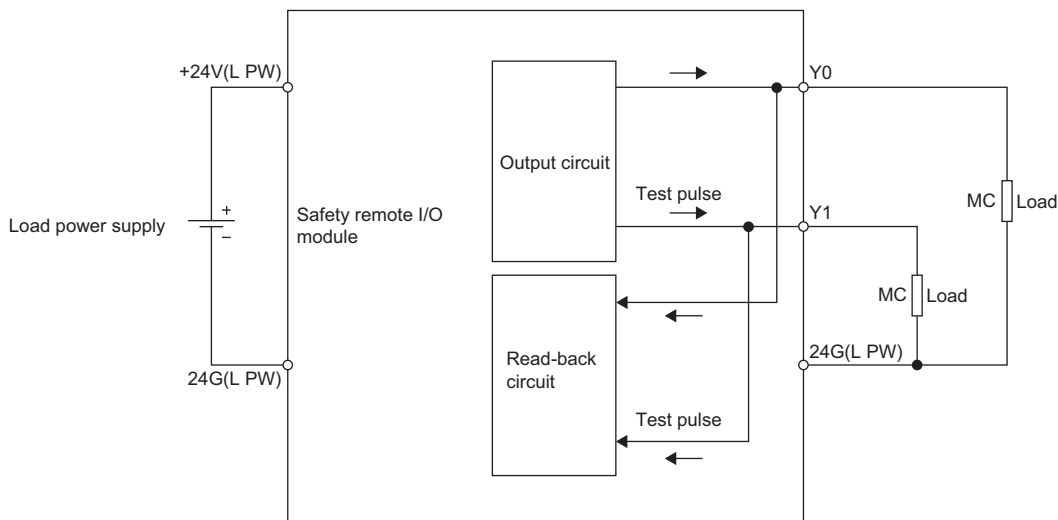 +24V(L PW)
Y0
Output circuit
Test pulse
Y1
MC
Load
Load power supply
+
−
Safety remote I/O
module
MC
Load
24G(L PW)
24G(L PW)
Read-back
circuit
Test pulse